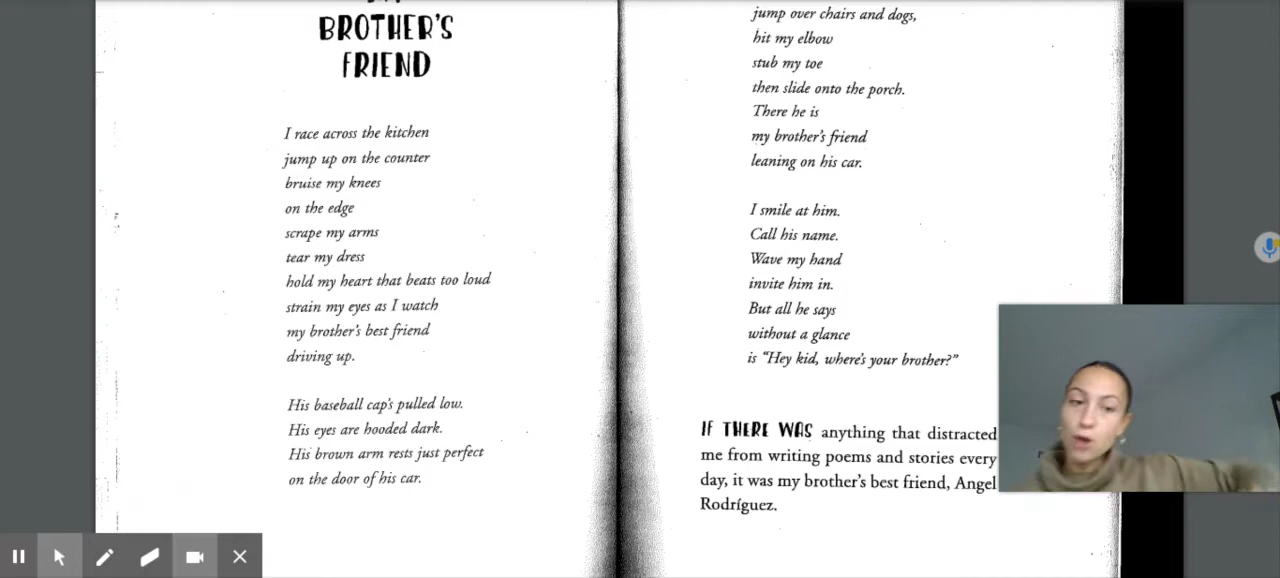 BROTHER'S
FRIEND
I race across the kitchen
jump up on the counter
bruise my knees
on the edge
scrape my arms
tear my dress
hold my heart that beats too loud
strain my eyes as I watch
my brother's best friend
driving up.
His baseball cap's pulled low.
His eyes are hooded dark.
His brown arm rests just perfect
on the door of his car.
jump over chairs and dogs,
hit my elbow
stub my toe
then slide onto the porch.
There he is
my brother's friend
leaning on his car.
I smile at him.
Call his name.
Wave my hand
invite him in.
But all he says
without a glance
is “Hey kid, where's your brother?”
IF THERE WAS anything that distracted
me from writing poems and stories every
day, it was my brother's best friend, Angel
Rodríguez.